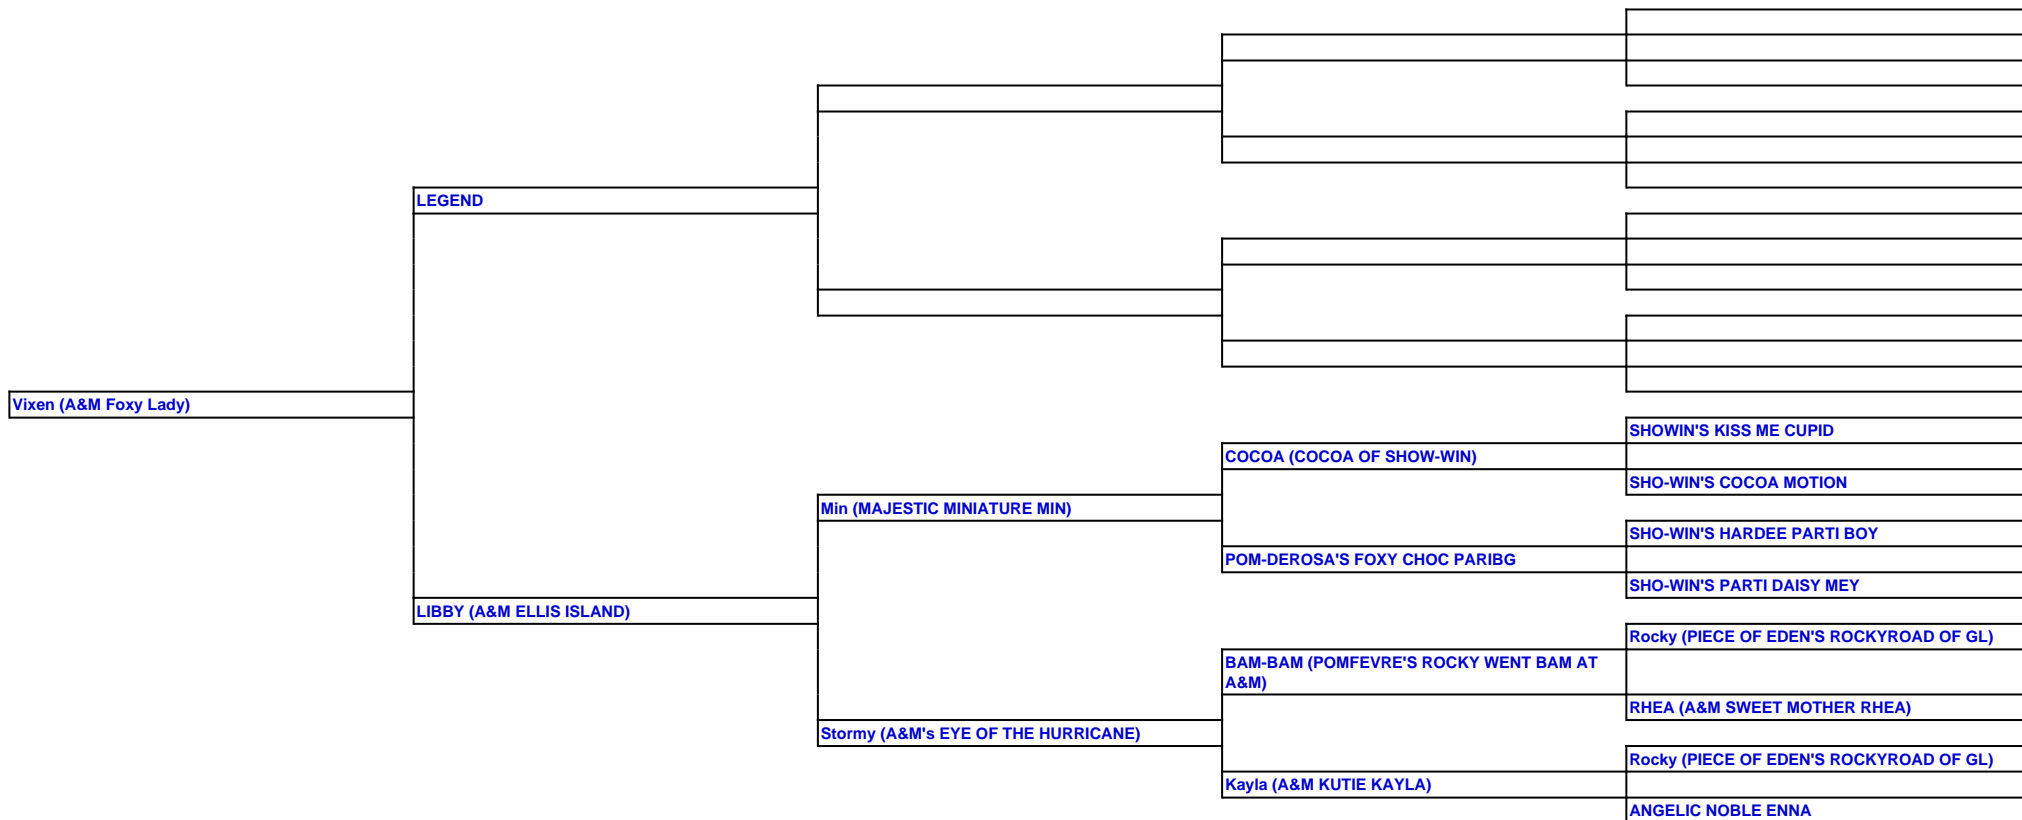 LEGEND
Vixen (A&M Foxy Lady)
SHOWIN'S KISS ME CUPID
COCOA (COCOA OF SHOW-WIN)
SHO-WIN'S COCOA MOTION
Min (MAJESTIC MINIATURE MIN)
SHO-WIN'S HARDEE PARTI BOY
POM-DEROSA'S FOXY CHOC PARIBG
SHO-WIN'S PARTI DAISY MEY
LIBBY (A&M ELLIS ISLAND)
Rocky (PIECE OF EDEN'S ROCKYROAD OF GL)
BAM-BAM (POMFEVRE'S ROCKY WENT BAM AT
A&M)
RHEA (A&M SWEET MOTHER RHEA)
Stormy (A&M's EYE OF THE HURRICANE)
Rocky (PIECE OF EDEN'S ROCKYROAD OF GL)
Kayla (A&M KUTIE KAYLA)
ANGELIC NOBLE ENNA